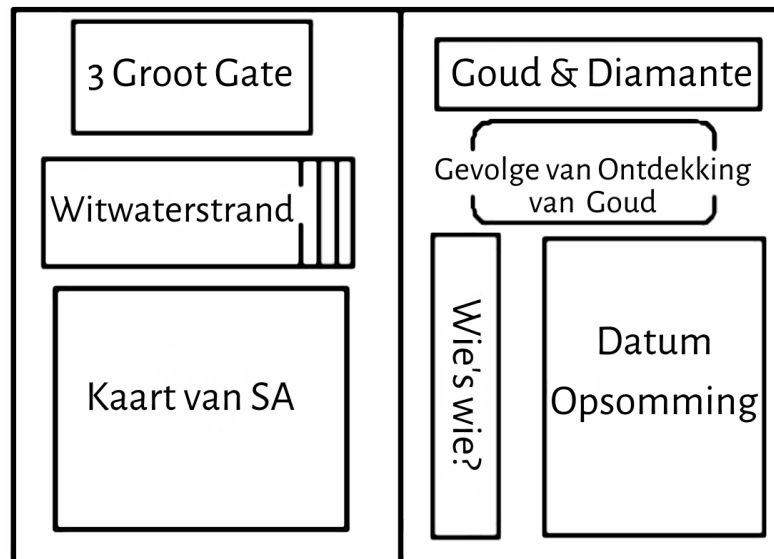 3 Groot Gate
Witwaterstrand
Kaart van SA
Goud & Diamante
Gevolge van Ontdekking
van Goud
Wie's wie?
Datum
Opsomming